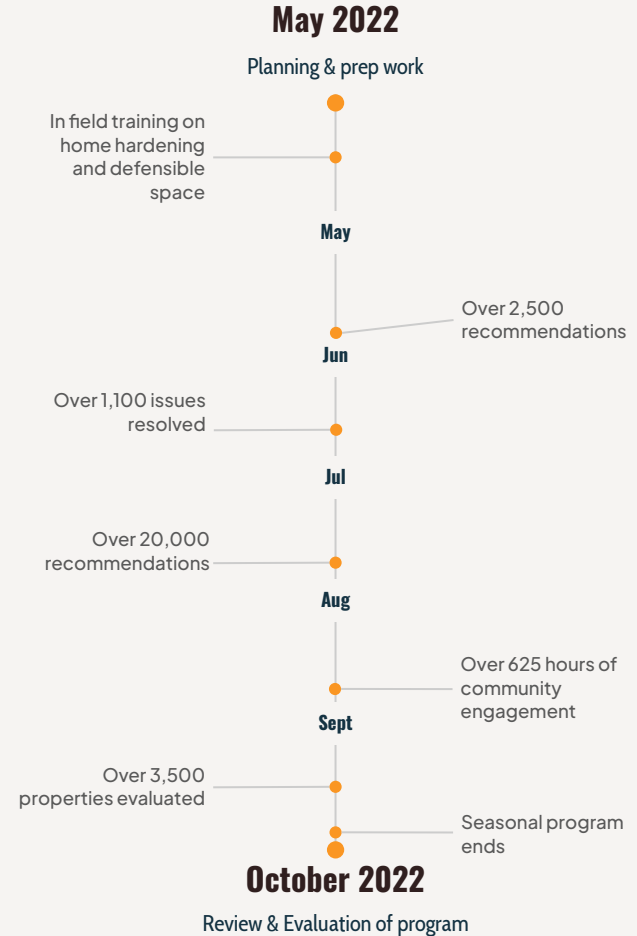 May 2022
Planning & prep work
In field training on
home hardening
and defensible
space
May
Over 2,500
recommendations
Jun
Over 1,100 issues
resolved
Jul
Over 20,000
recommendations
Aug
Over 625 hours of
community
engagement
Sept
Over 3,500
properties evaluated
Seasonal program
ends
October 2022
Review & Evaluation of program